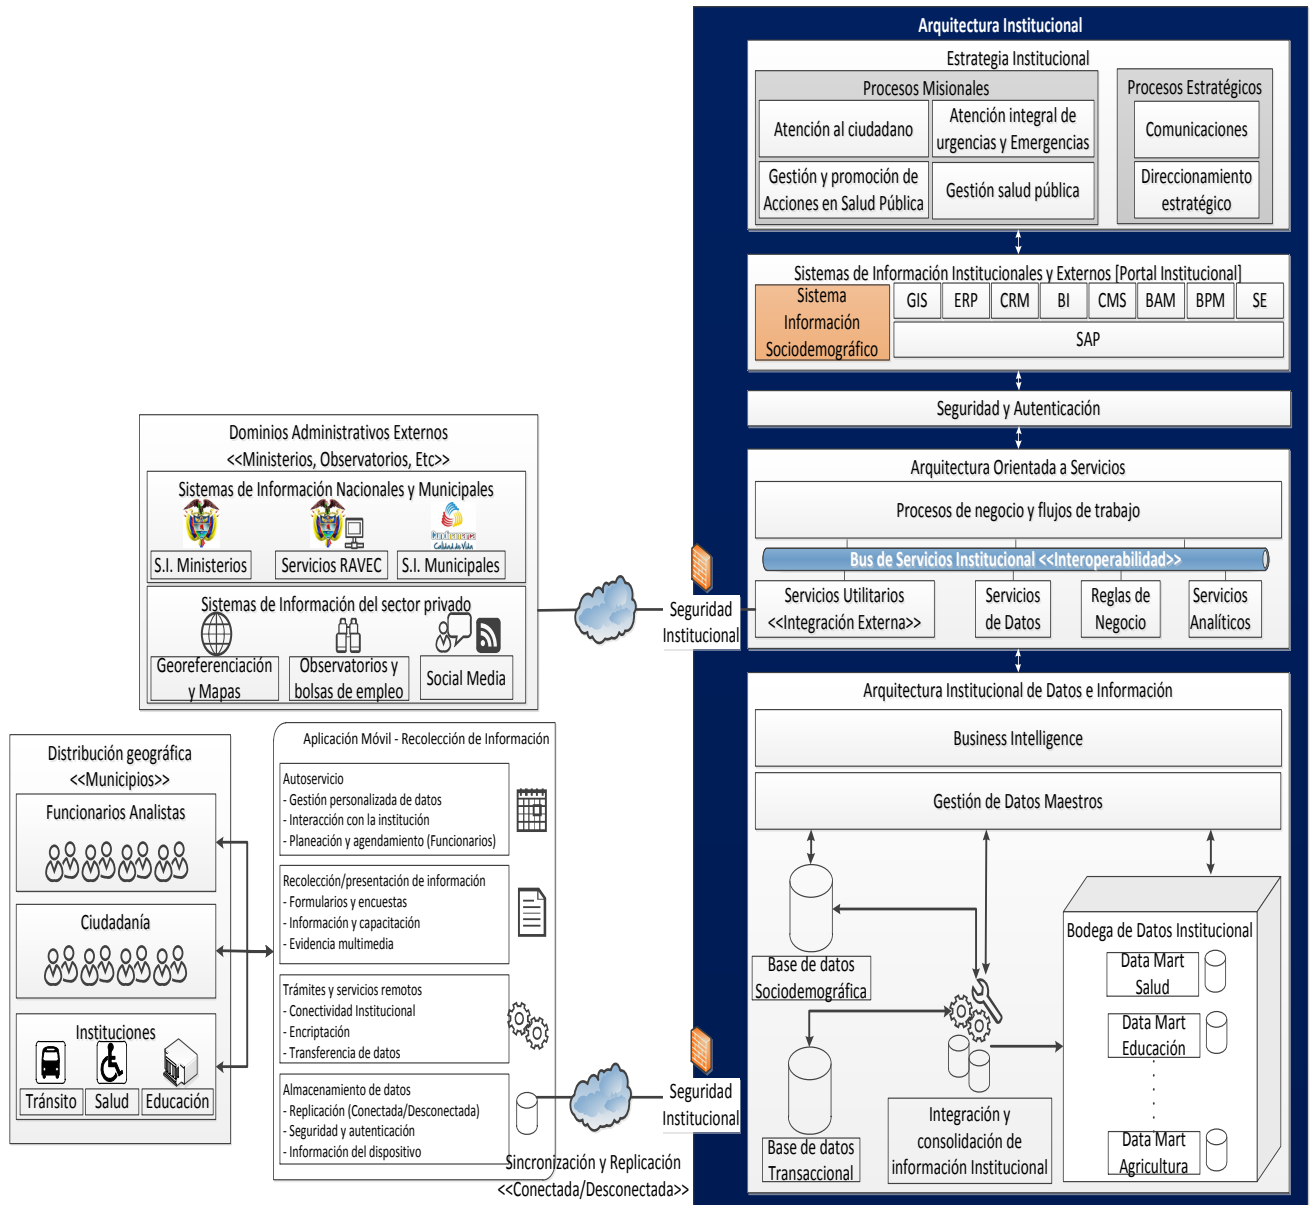 Arquitectura Institucional
Estrategia Institucional
Procesos Misionales
Atención al ciudadano
Atención integral de
urgencias y Emergencias
Gestión y promoción de
Acciones en Salud Pública
Gestión salud pública
Procesos Estratégicos
Comunicaciones
Direccionamiento
estratégico
Sistemas de Información Institucionales y Externos [Portal Institucional]
Sistema
Información
Sociodemográfico
GIS
ERP
CRM
BI
CMS
BAM
BPM
SE
SAP
Seguridad y Autenticación
Arquitectura Orientada a Servicios
Procesos de negocio y flujos de trabajo
Bus de Servicios Institucional <<Interoperabilidad>>
Servicios Utilitarios
<<Integración Externa>>
Servicios
de Datos
Reglas de
Negocio
Servicios
Analíticos
Dominios Administrativos Externos
<<Ministerios, Observatorios, Etc>>
Sistemas de Información Nacionales y Municipales
Calidad de Vida
S.I. Ministerios
Servicios RAVEC
S.I. Municipales
Sistemas de Información del sector privado
Georeferenciación
y Mapas
Observatorios y
bolsas de empleo
Social Media
Seguridad
Institucional
Arquitectura Institucional de Datos e Información
Business Intelligence
Gestión de Datos Maestros
Base de datos
Sociodemográfica
Base de datos
Transaccional
Integración y
consolidación de
información Institucional
Bodega de Datos Institucional
Data Mart
Salud
Data Mart
Educación
Data Mart
Agricultura
Distribución geográfica
<<Municipios>>
Funcionarios Analistas
Ciudadanía
Instituciones
Tránsito
Salud
Educación
Aplicación Móvil - Recolección de Información
Autoservicio
- Gestión personalizada de datos
- Interacción con la institución
- Planeación y agendamiento (Funcionarios)
Recolección/presentación de información
- Formularios y encuestas
- Información y capacitación
- Evidencia multimedia
Trámites y servicios remotos
- Conectividad Institucional
- Encriptación
- Transferencia de datos
Almacenamiento de datos
- Replicación (Conectada/Desconectada)
- Seguridad y autenticación
- Información del dispositivo
Seguridad
Institucional
Sincronización y Replicación
<<Conectada/Desconectada>>